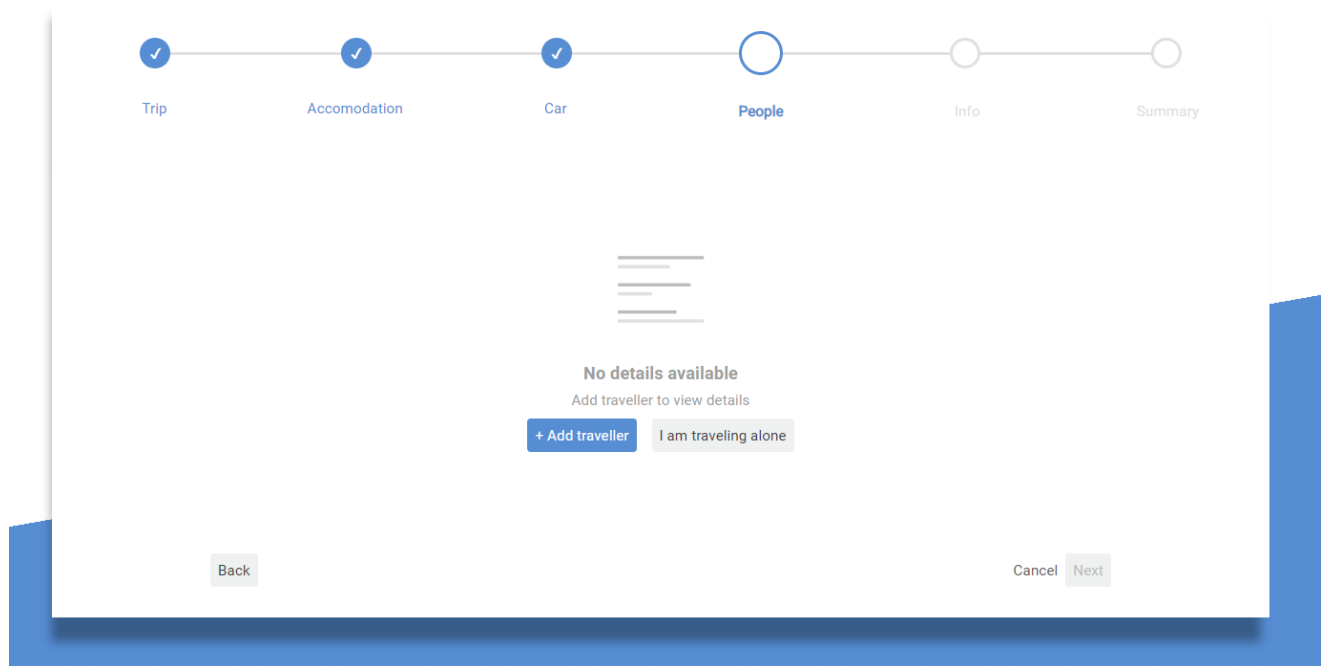 Trip Accomodation Car People Info Summary
No details available
Add traveller to view details
+ Add traveller I am traveling alone
Back Cancel Next